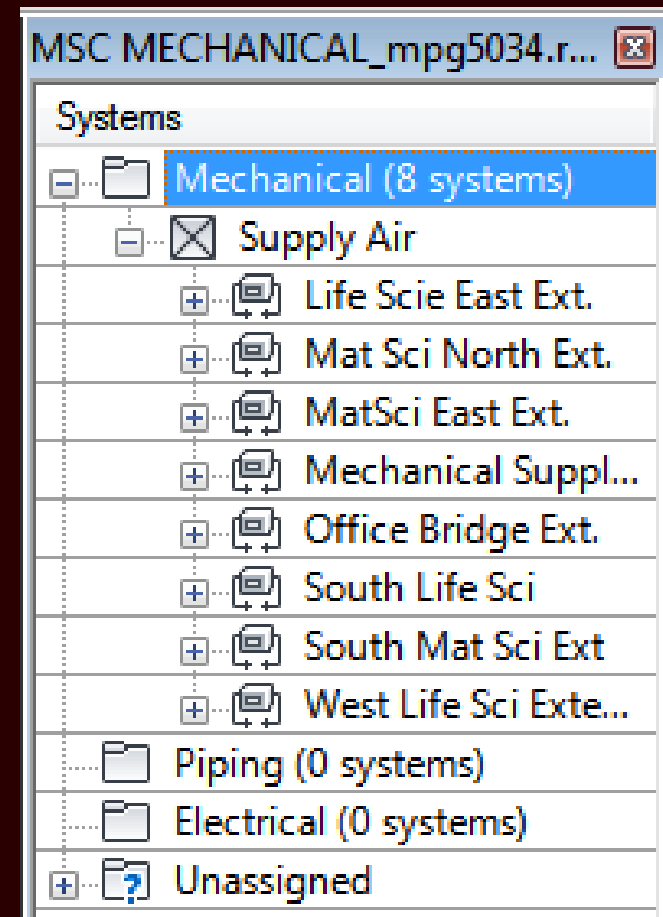 MSC MECHANICAL_mpg5034.r...
Systems
Mechanical (8 systems)
Supply Air
Life Scie East Ext.
Mat Sci North Ext.
MatSci East Ext.
Mechanical Suppl...
Office Bridge Ext.
South Life Sci
South Mat Sci Ext
West Life Sci Exte...
Piping (0 systems)
Electrical (0 systems)
Unassigned